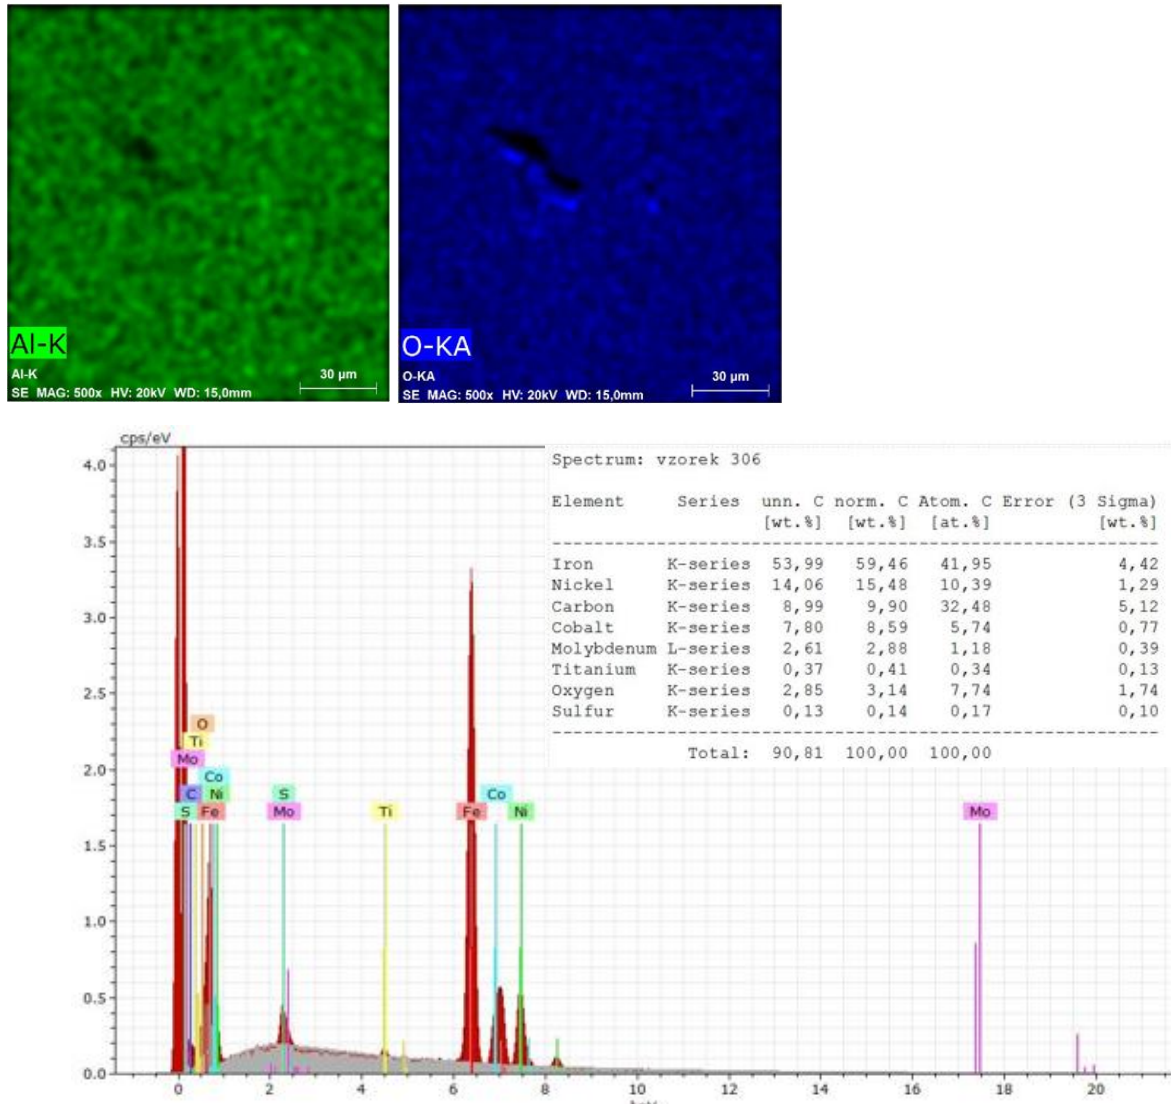 Al-K
Al-K
SE MAG: 500x HV: 20kV WD: 15,0mm
30 µm
O-KA
O-KA
SE MAG: 500x HV: 20kV WD: 15,0mm
30 µm
cps/eV
Spectrum: vzorek 306
Element Series unn. C norm. C Atom. C Error (3 Sigma)
[wt.%] [wt.%] [at.%] [wt.%]
Iron K-series 53,99 59,46 41,95 4,42
Nickel K-series 14,06 15,48 10,39 1,29
Carbon K-series 8,99 9,90 32,48 5,12
Cobalt K-series 7,80 8,59 5,74 0,77
Molybdenum L-series 2,61 2,88 1,18 0,39
Titanium K-series 0,37 0,41 0,34 0,13
Oxygen K-series 2,85 3,14 7,74 1,74
Sulfur K-series 0,13 0,14 0,17 0,10
Total: 90,81 100,00 100,00
4.0
3.5
3.0
2.5
2.0
1.5
1.0
0.5
0.0
O
Ti
Mo
Co
C Ni S Co
S Fe Mo Ti Fe Ni Mo
0 2 4 6 8 10 12 14 16 18 20